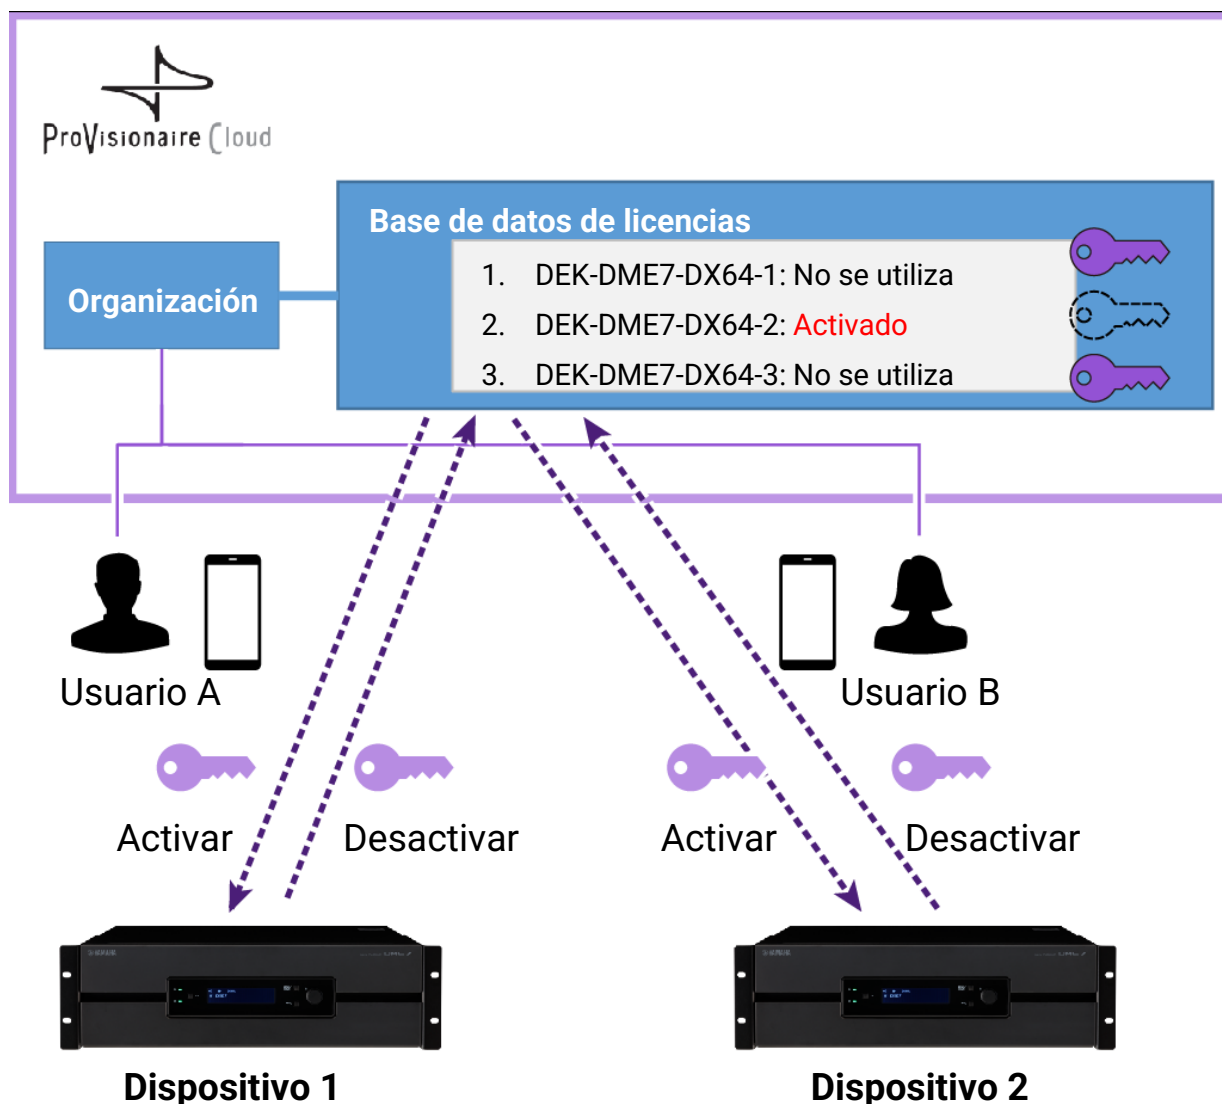 ProVisionaire Cloud
Base de datos de licencias
Organización
1. DEK-DME7-DX64-1: No se utiliza
2. DEK-DME7-DX64-2: Activado
3. DEK-DME7-DX64-3: No se utiliza
Usuario A
Usuario B
Activar
Desactivar
Activar
Desactivar
YAMAHA
YAMAHA
Dispositivo 1
Dispositivo 2